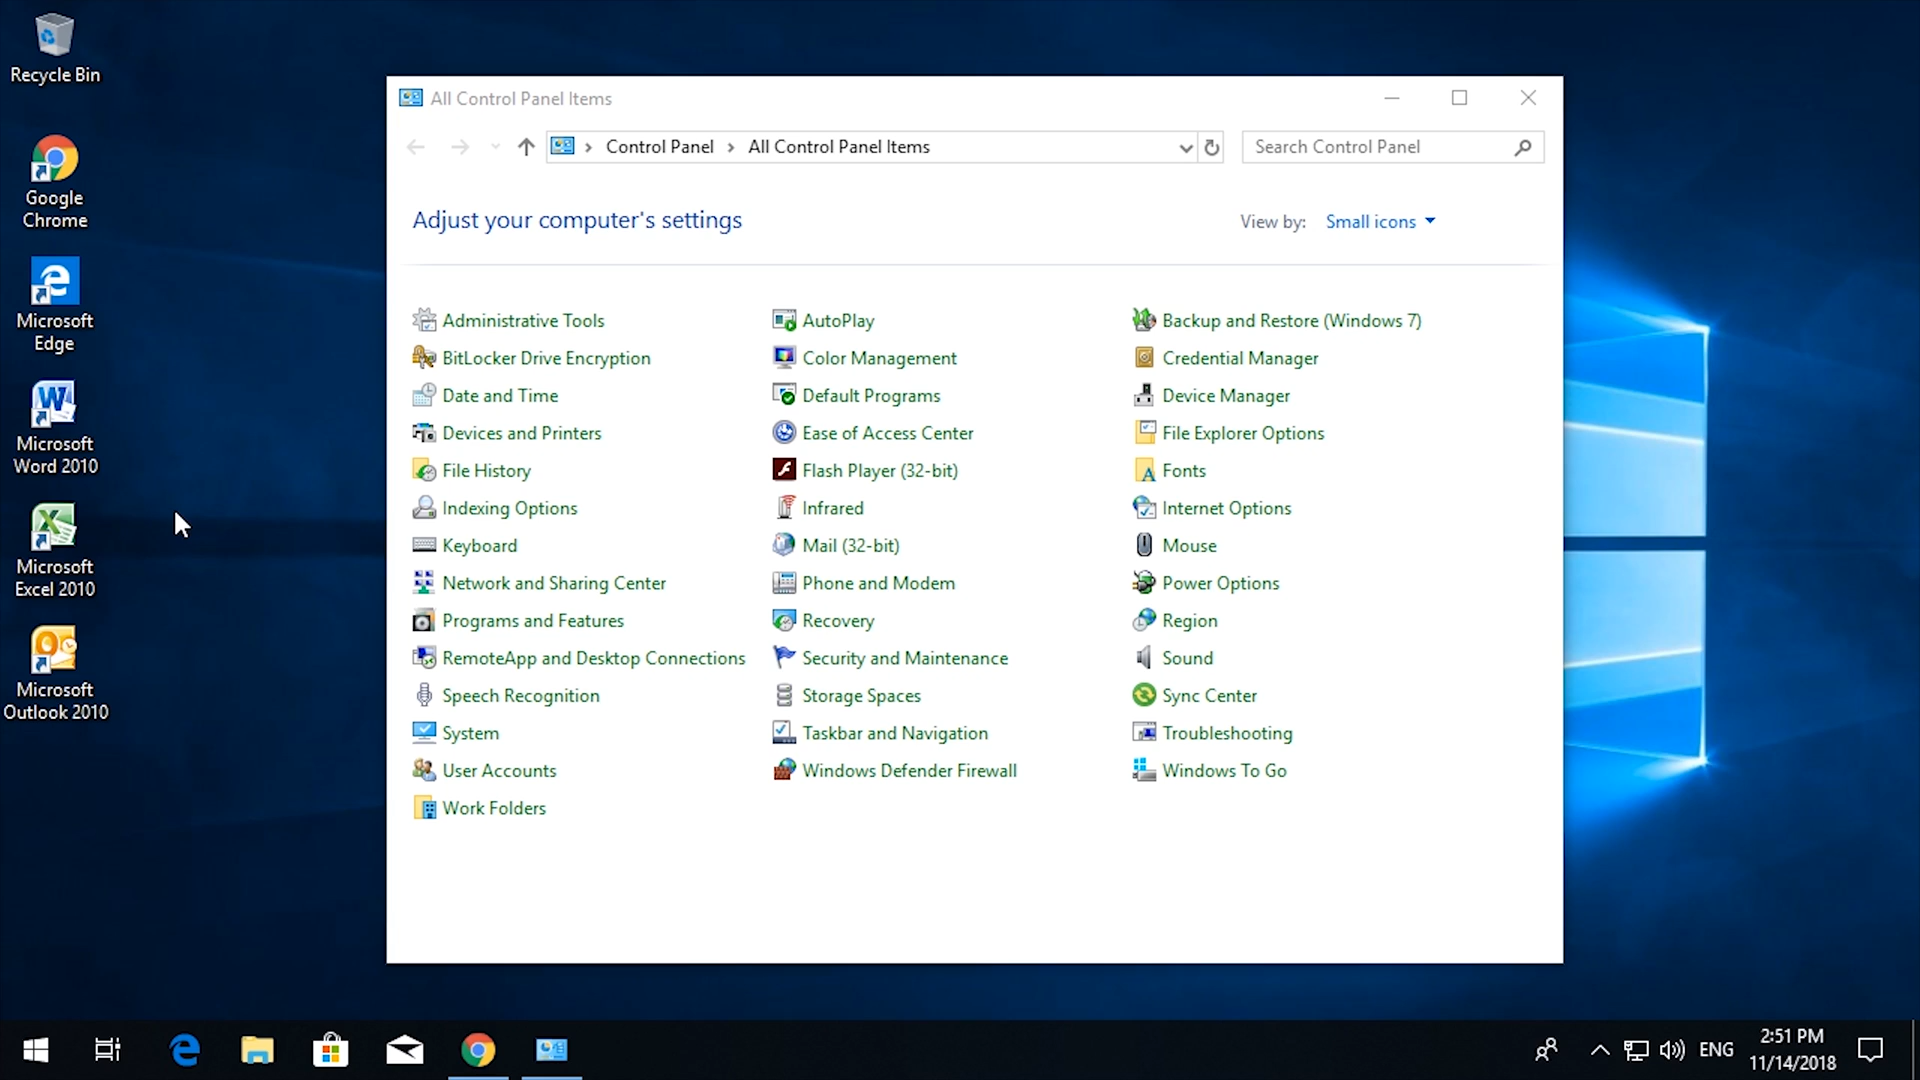 Recycle Bin
Google
Chrome
Microsoft
Edge
Microsoft
Word 2010
Microsoft
Excel 2010
Microsoft
Outlook 2010
All Control Panel Items
Control Panel
All Control Panel Items
Search Control Panel
Adjust your computer's settings
View by:
Small icons
Administrative Tools
AutoPlay
Backup and Restore (Windows 7)
BitLocker Drive Encryption
Color Management
Credential Manager
Date and Time
Default Programs
Device Manager
Devices and Printers
Ease of Access Center
File Explorer Options
File History
Flash Player (32-bit)
Fonts
Indexing Options
Infrared
Internet Options
Keyboard
Mail (32-bit)
Mouse
Network and Sharing Center
Phone and Modem
Power Options
Programs and Features
Recovery
Region
RemoteApp and Desktop Connections
Security and Maintenance
Sound
Speech Recognition
Storage Spaces
Sync Center
System
Taskbar and Navigation
Troubleshooting
User Accounts
Windows Defender Firewall
Windows To Go
Work Folders
ENG
2:51 PM
11/14/2018